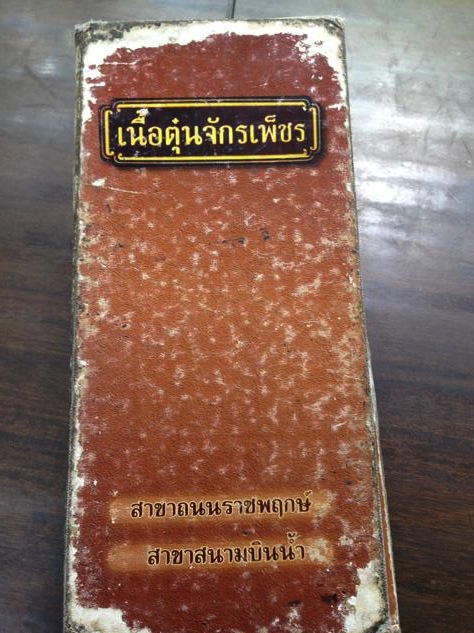 เนื้อตุ๋นจักรเพ็ชร
สาขาถนนราชพฤกษ์
สาขาสนามบินน้ำ